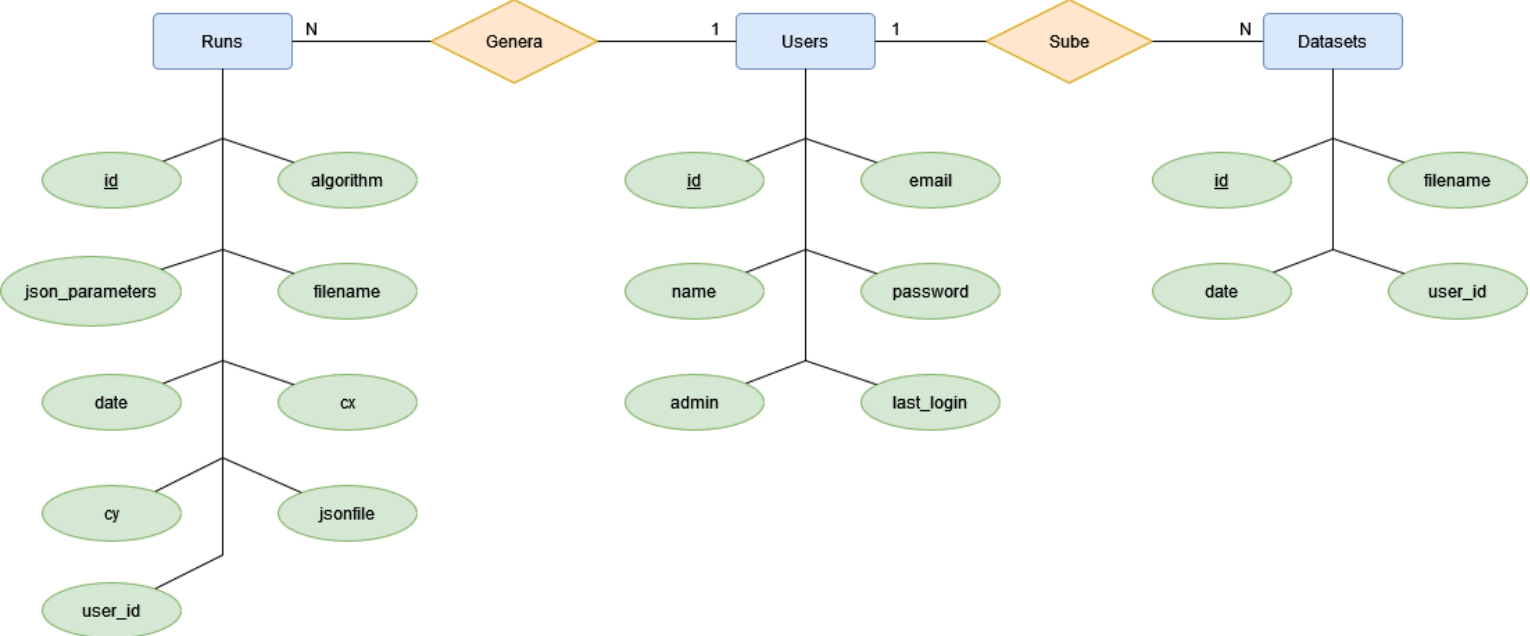 Runs
N
Genera
1
Users
1
Sube
N
Datasets
id
algorithm
id
email
id
filename
json_parameters
filename
name
password
date
user_id
date
cx
admin
last_login
cy
jsonfile
user_id